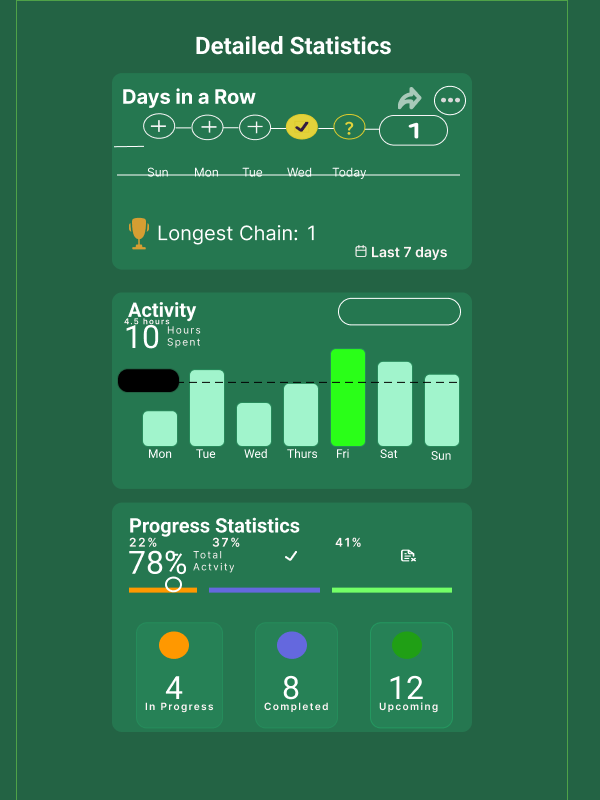 Detailed Statistics
Days in a Row
? 1
Sun Mon Tue Wed Today
Longest Chain: 1
Last 7 days
Activity
4.5 hours
10 Hours Spent
Mon Tue Wed Thurs Fri Sat Sun
Progress Statistics
22% 37% 41%
78% Total Actvity
4 8 12
In Progress Completed Upcoming